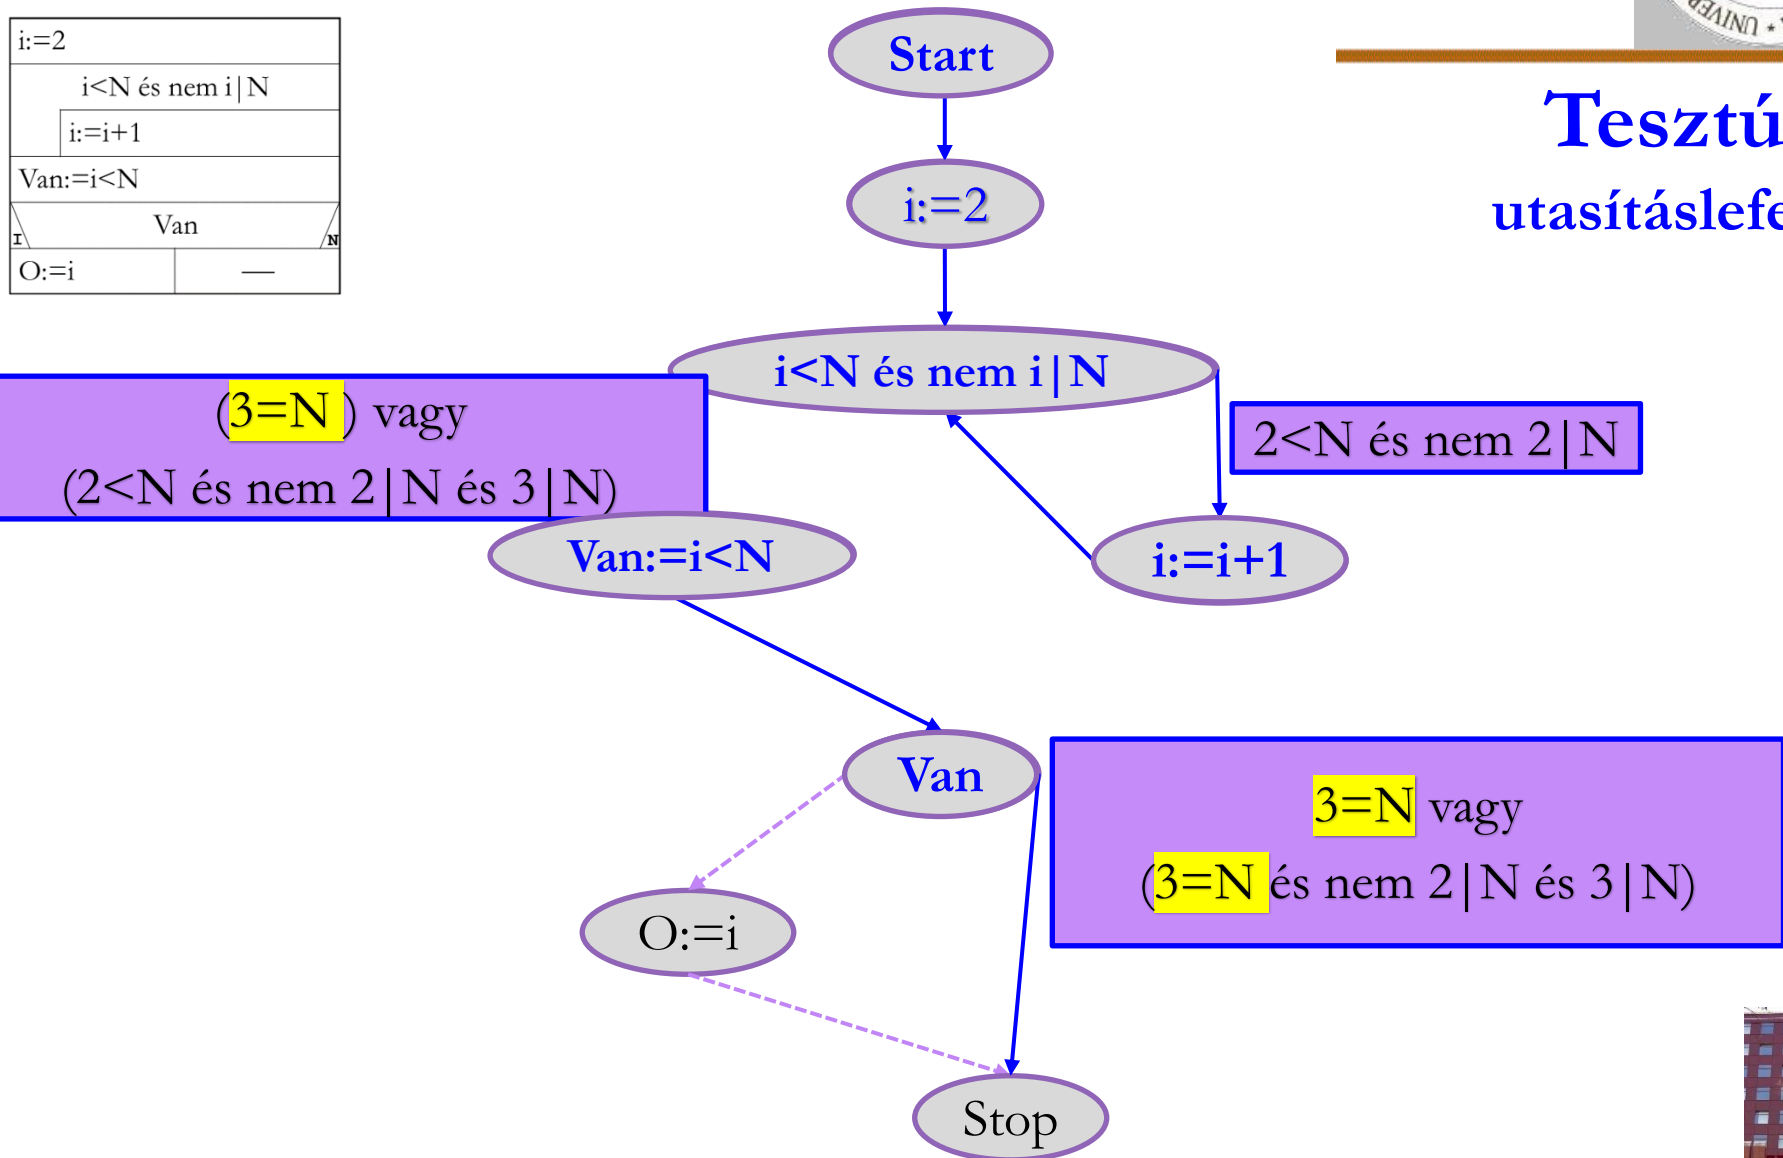 i:=2
i<N és nem i|N
i:=i+1
Van:=i<N
Van
I
N
O:=i
—
Start
i:=2
i<N és nem i|N
(3=N ) vagy
(2<N és nem 2|N és 3|N)
2<N és nem 2|N
Van:=i<N
i:=i+1
Van
3=N vagy
(3=N és nem 2|N és 3|N)
O:=i
Stop
Tesztú
utasításlefe
UNIVER